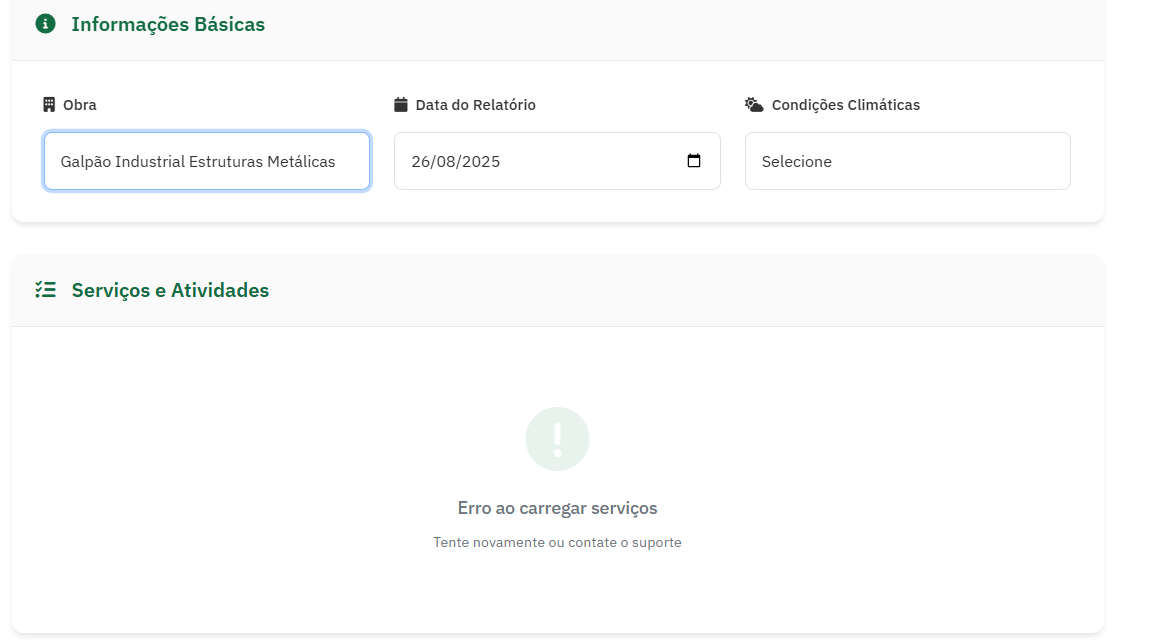 Informações Básicas
Obra
Data do Relatório
Condições Climáticas
Galpão Industrial Estruturas Metálicas
26/08/2025
Selecione
Serviços e Atividades
Erro ao carregar serviços
Tente novamente ou contate o suporte